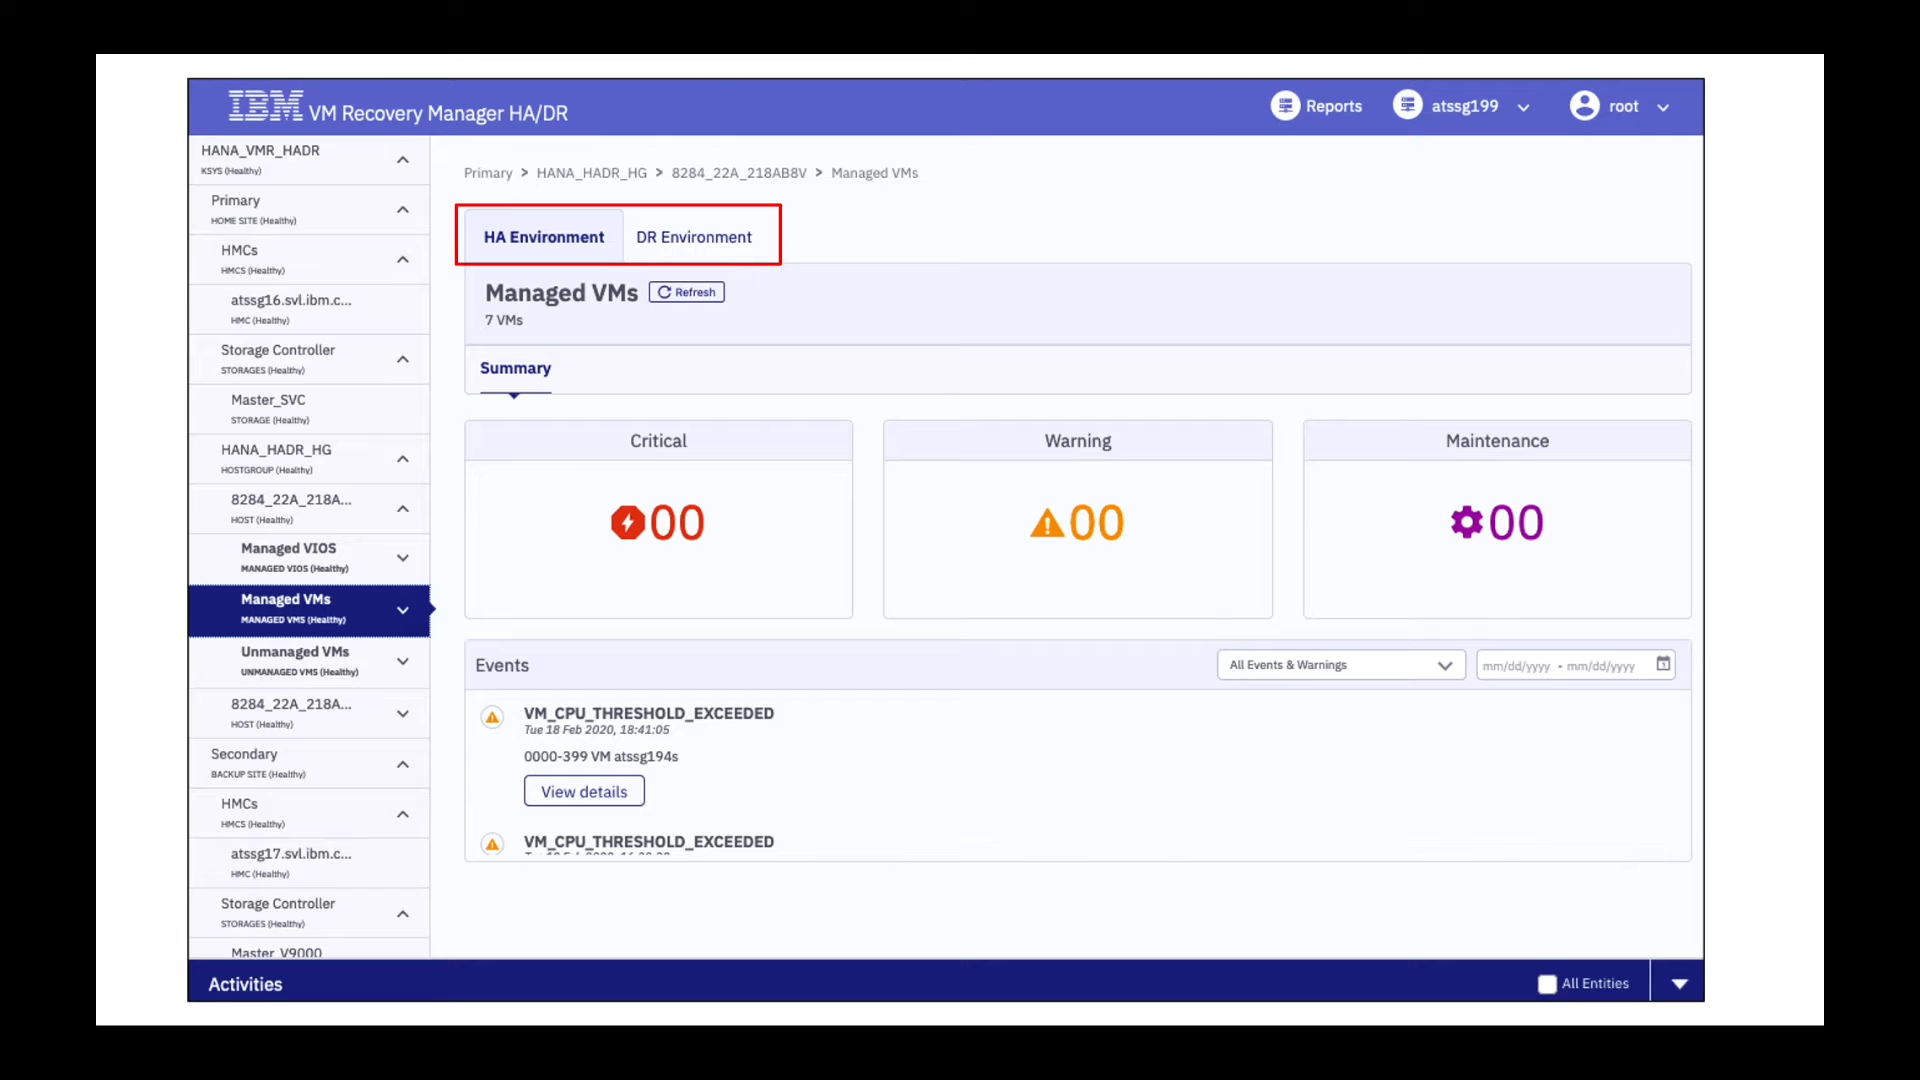 IBM VM Recovery Manager HA/DR
Reports
atssg199
root
HANA_VMR_HADR
KSYS (Healthy)
Primary
HOME SITE (Healthy)
HMCs
HMCS (Healthy)
atssg16.svl.ibm.c...
HMC (Healthy)
Storage Controller
STORAGES (Healthy)
Master_SVC
STORAGE (Healthy)
HANA_HADR_HG
HOSTGROUP (Healthy)
8284_22A_218A...
HOST (Healthy)
Managed VIOS
MANAGED VIOS (Healthy)
Managed VMs
MANAGED VMS (Healthy)
Unmanaged VMs
UNMANAGED VMS (Healthy)
8284_22A_218A...
HOST (Healthy)
Secondary
BACKUP SITE (Healthy)
HMCs
HMCS (Healthy)
atssg17.svl.ibm.c...
HMC (Healthy)
Storage Controller
STORAGES (Healthy)
Master_V9000
Primary > HANA_HADR_HG > 8284_22A_218AB8V > Managed VMs
HA Environment
DR Environment
Managed VMs
Refresh
7 VMs
Summary
Critical
00
Warning
00
Maintenance
00
Events
All Events & Warnings
mm/dd/yyyy - mm/dd/yyyy
VM_CPU_THRESHOLD_EXCEEDED
Tue 18 Feb 2020, 18:41:05
0000-399 VM atssg194s
View details
VM_CPU_THRESHOLD_EXCEEDED
Activities
All Entities